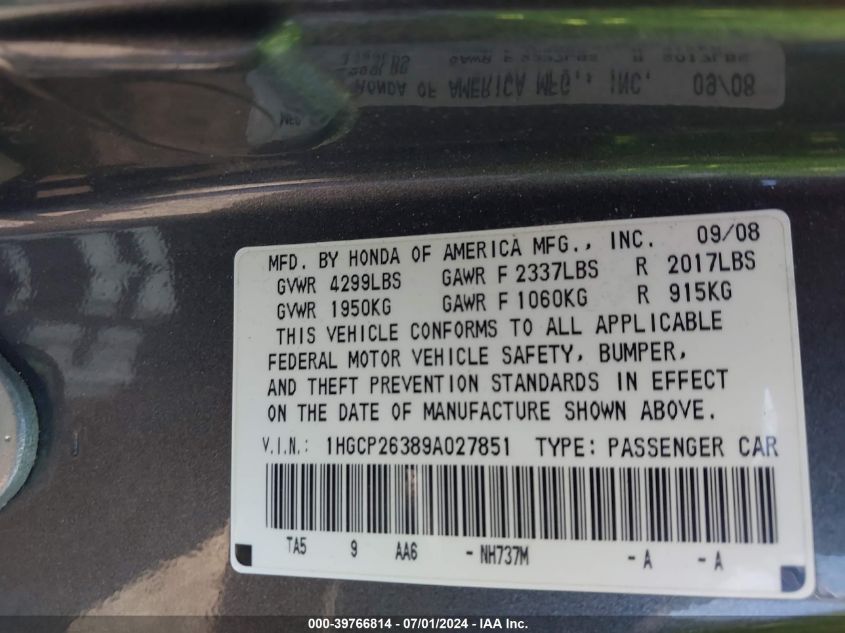 MFD. BY HONDA OF AMERICA MFG., INC. 09/08
GVWR 4299LBS GAWR F 2337LBS R 2017LBS
GVWR 1950KG GAWR F 1060KG R 915KG
THIS VEHICLE CONFORMS TO ALL APPLICABLE
FEDERAL MOTOR VEHICLE SAFETY, BUMPER,
AND THEFT PREVENTION STANDARDS IN EFFECT
ON THE DATE OF MANUFACTURE SHOWN ABOVE.
V.I.N.: 1HGCP26389A027851 TYPE: PASSENGER CAR
TA5 9 AA6 - NH737M - A - A
000-39766814 / 07/01/2024 - IAA Inc.